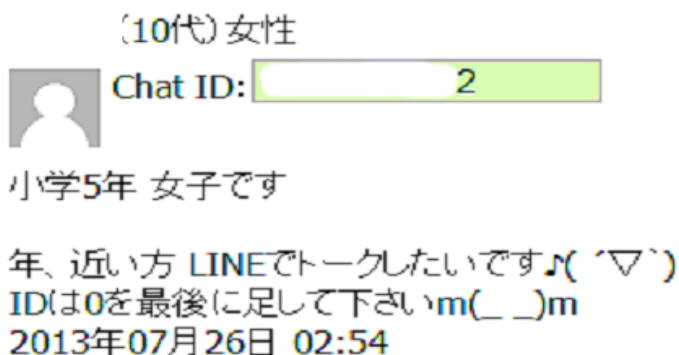 (10代)女性
Chat ID: 2
小学5年 女子です
年、近い方 LINEでトークしたいです♪( ´▽`)
IDは0を最後に足して下さいm(_ _)m
2013年07月26日 02:54